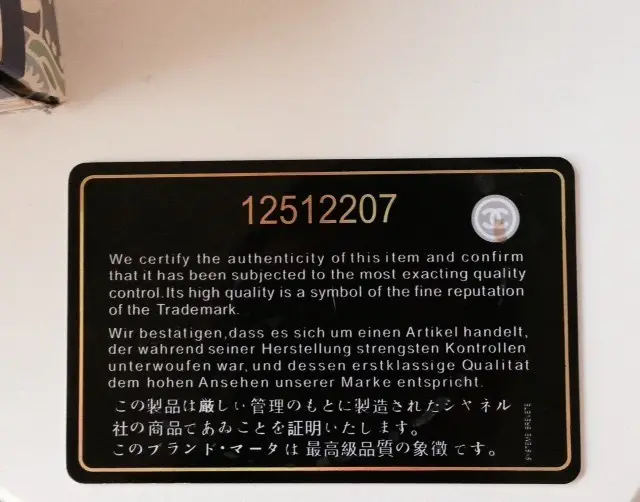 12512207
We certify the authenticity of this item and confirm
that it has been subjected to the most exacting quality
control.Its high quality is a symbol of the fine reputation
of the Trademark.
Wir bestätigen,dass es sich um einen Artikel handelt,
der wahrend seiner Herstellung strengsten Kontrollen
unterwoufen war, und dessen erstklassige Qualitat
dem hohen Ansehen unserer Marke entspricht.
この製品は厳しい管理のもとに製造されたシャネル
社の商品であゐことを証明いたします。
このブランド・マータは最高級品質の象徴てす。
SYSTEME BREVETE